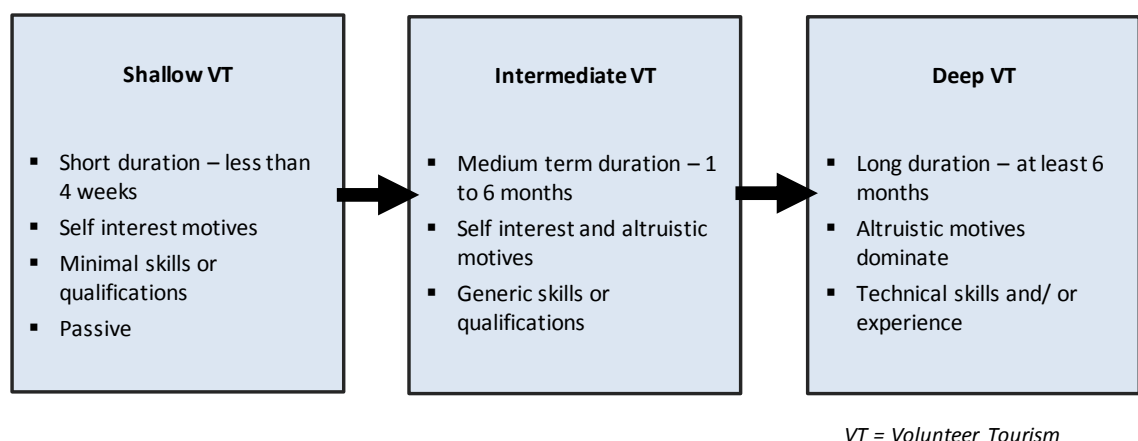 Shallow VT
▪ Short duration – less than
4 weeks
▪ Self interest motives
▪ Minimal skills or
qualifications
▪ Passive
Intermediate VT
▪ Medium term duration – 1
to 6 months
▪ Self interest and altruistic
motives
▪ Generic skills or
qualifications
Deep VT
▪ Long duration – at least 6
months
▪ Altruistic motives
dominate
▪ Technical skills and/ or
experience
VT = Volunteer Tourism